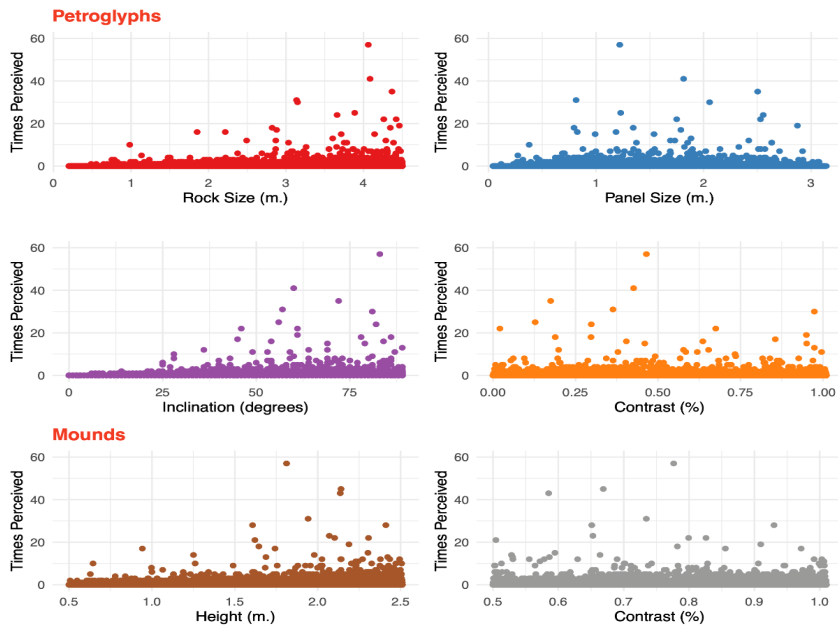 Petroglyphs
Times Perceived
60
40
20
0
0 1 2 3 4
Rock Size (m.)
Times Perceived
60
40
20
0
0 1 2 3
Panel Size (m.)
Times Perceived
60
40
20
0
0 25 50 75
Inclination (degrees)
Times Perceived
60
40
20
0
0.00 0.25 0.50 0.75 1.00
Contrast (%)
Mounds
Times Perceived
60
40
20
0
0.5 1.0 1.5 2.0 2.5
Height (m.)
Times Perceived
60
40
20
0
0.5 0.6 0.7 0.8 0.9 1.0
Contrast (%)